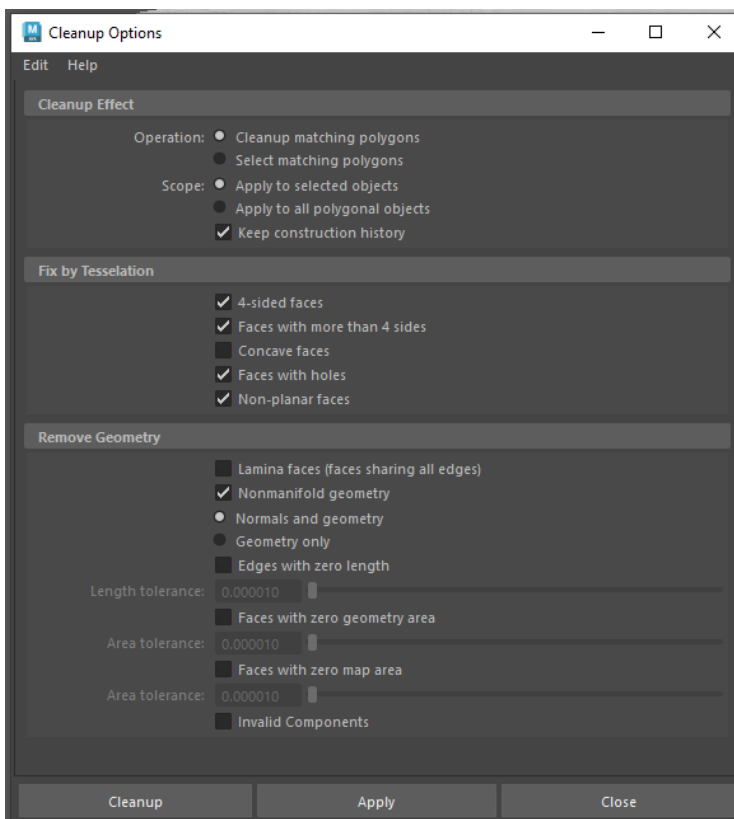 Cleanup Options
Edit Help
Cleanup Effect
Operation: Cleanup matching polygons
Select matching polygons
Scope: Apply to selected objects
Apply to all polygonal objects
Keep construction history
Fix by Tesselation
4-sided faces
Faces with more than 4 sides
Concave faces
Faces with holes
Non-planar faces
Remove Geometry
Lamina faces (faces sharing all edges)
Nonmanifold geometry
Normals and geometry
Geometry only
Edges with zero length
Length tolerance: 0.000010
Faces with zero geometry area
Area tolerance: 0.000010
Faces with zero map area
Area tolerance: 0.000010
Invalid Components
Cleanup Apply Close